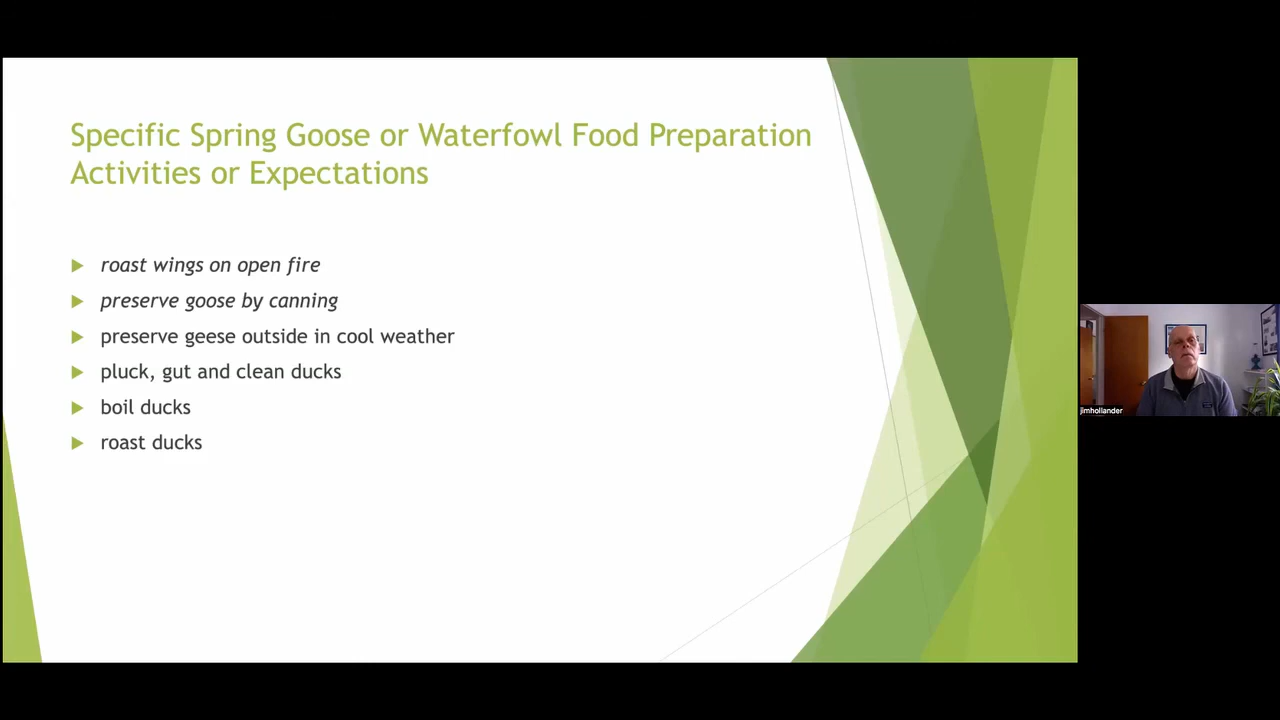 Specific Spring Goose or Waterfowl Food Preparation
Activities or Expectations
roast wings on open fire
preserve goose by canning
preserve geese outside in cool weather
pluck, gut and clean ducks
boil ducks
roast ducks
jimhollander